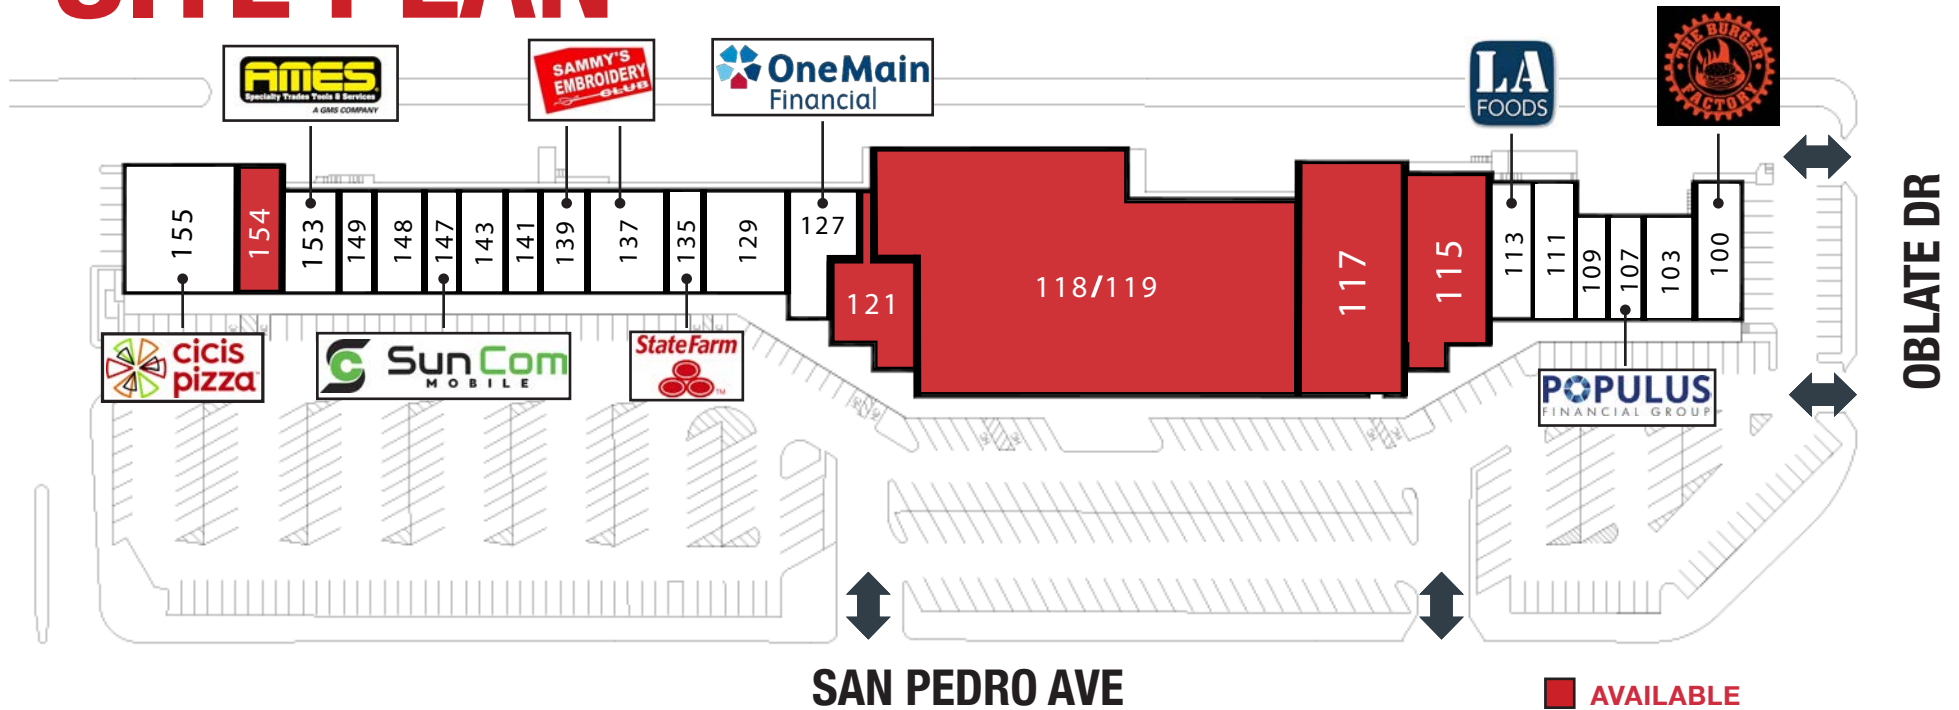 SITE PLAN
AMES
Specialty Trades Tools & Services
A GMS COMPANY
SAMMY'S
EMBROIDERY
CLUB
OneMain
Financial
LA
FOODS
THE BURGER
FACTORY
155
154
153
149
148
147
143
141
139
137
135
129
127
121
118/119
117
115
113
111
109
107
103
100
cicis
pizza
SunCom
MOBILE
StateFarm
TM
POPULUS
FINANCIAL GROUP
OBLATE DR
SAN PEDRO AVE
AVAILABLE